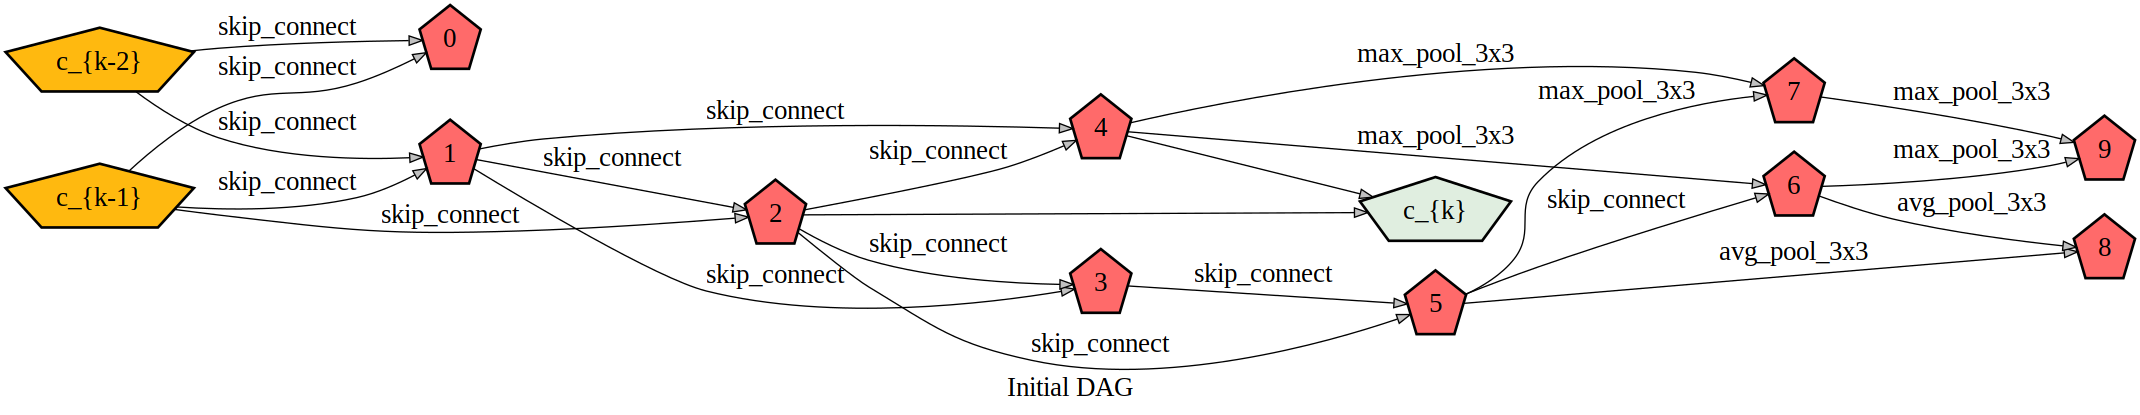 c_{k-2}
skip_connect
0
skip_connect
skip_connect
c_{k-1}
skip_connect
1
skip_connect
skip_connect
skip_connect
skip_connect
2
skip_connect
skip_connect
skip_connect
skip_connect
4
3
skip_connect
max_pool_3x3
max_pool_3x3
max_pool_3x3
c_{k}
5
skip_connect
avg_pool_3x3
7
6
max_pool_3x3
max_pool_3x3
avg_pool_3x3
9
8
Initial DAG